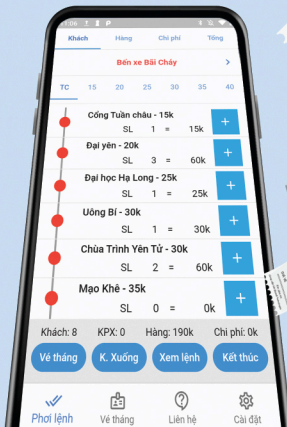 11:06
Khách Hàng Chi phí Tổng
Bến xe Bãi Cháy >
TC 15 20 25 30 35 40
Cổng Tuần châu - 15k
SL 1 = 15k +
Đại yên - 20k
SL 3 = 60k +
Đại học Hạ Long - 25k
SL 1 = 25k +
Uông Bí - 30k
SL 1 = 30k +
Chùa Trình Yên Tử - 30k
SL 2 = 60k +
Mạo Khê - 35k
SL 0 = 0k +
Khách: 8 KPX: 0 Hàng: 190k Chi phí: 0k
Vé tháng K. Xuống Xem lệnh Kết thúc
Phơi lệnh Vé tháng Liên hệ Cài đặt